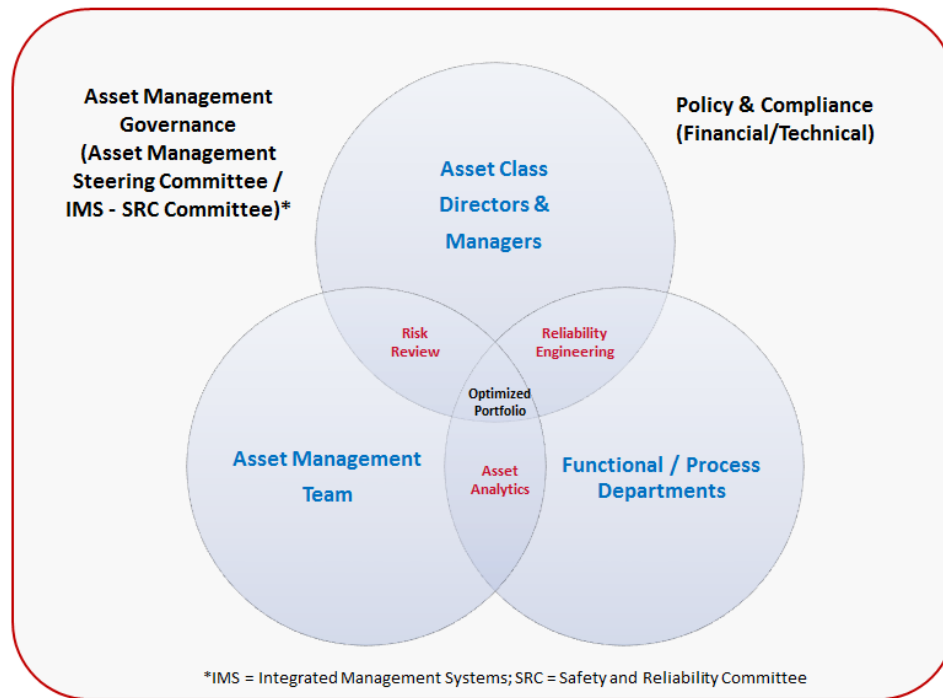 Asset Management
Governance
(Asset Management
Steering Committee /
IMS - SRC Committee)*
Policy & Compliance
(Financial/Technical)
Asset Class
Directors &
Managers
Risk
Review
Reliability
Engineering
Optimized
Portfolio
Asset Management
Team
Asset
Analytics
Functional / Process
Departments
*IMS = Integrated Management Systems; SRC = Safety and Reliability Committee